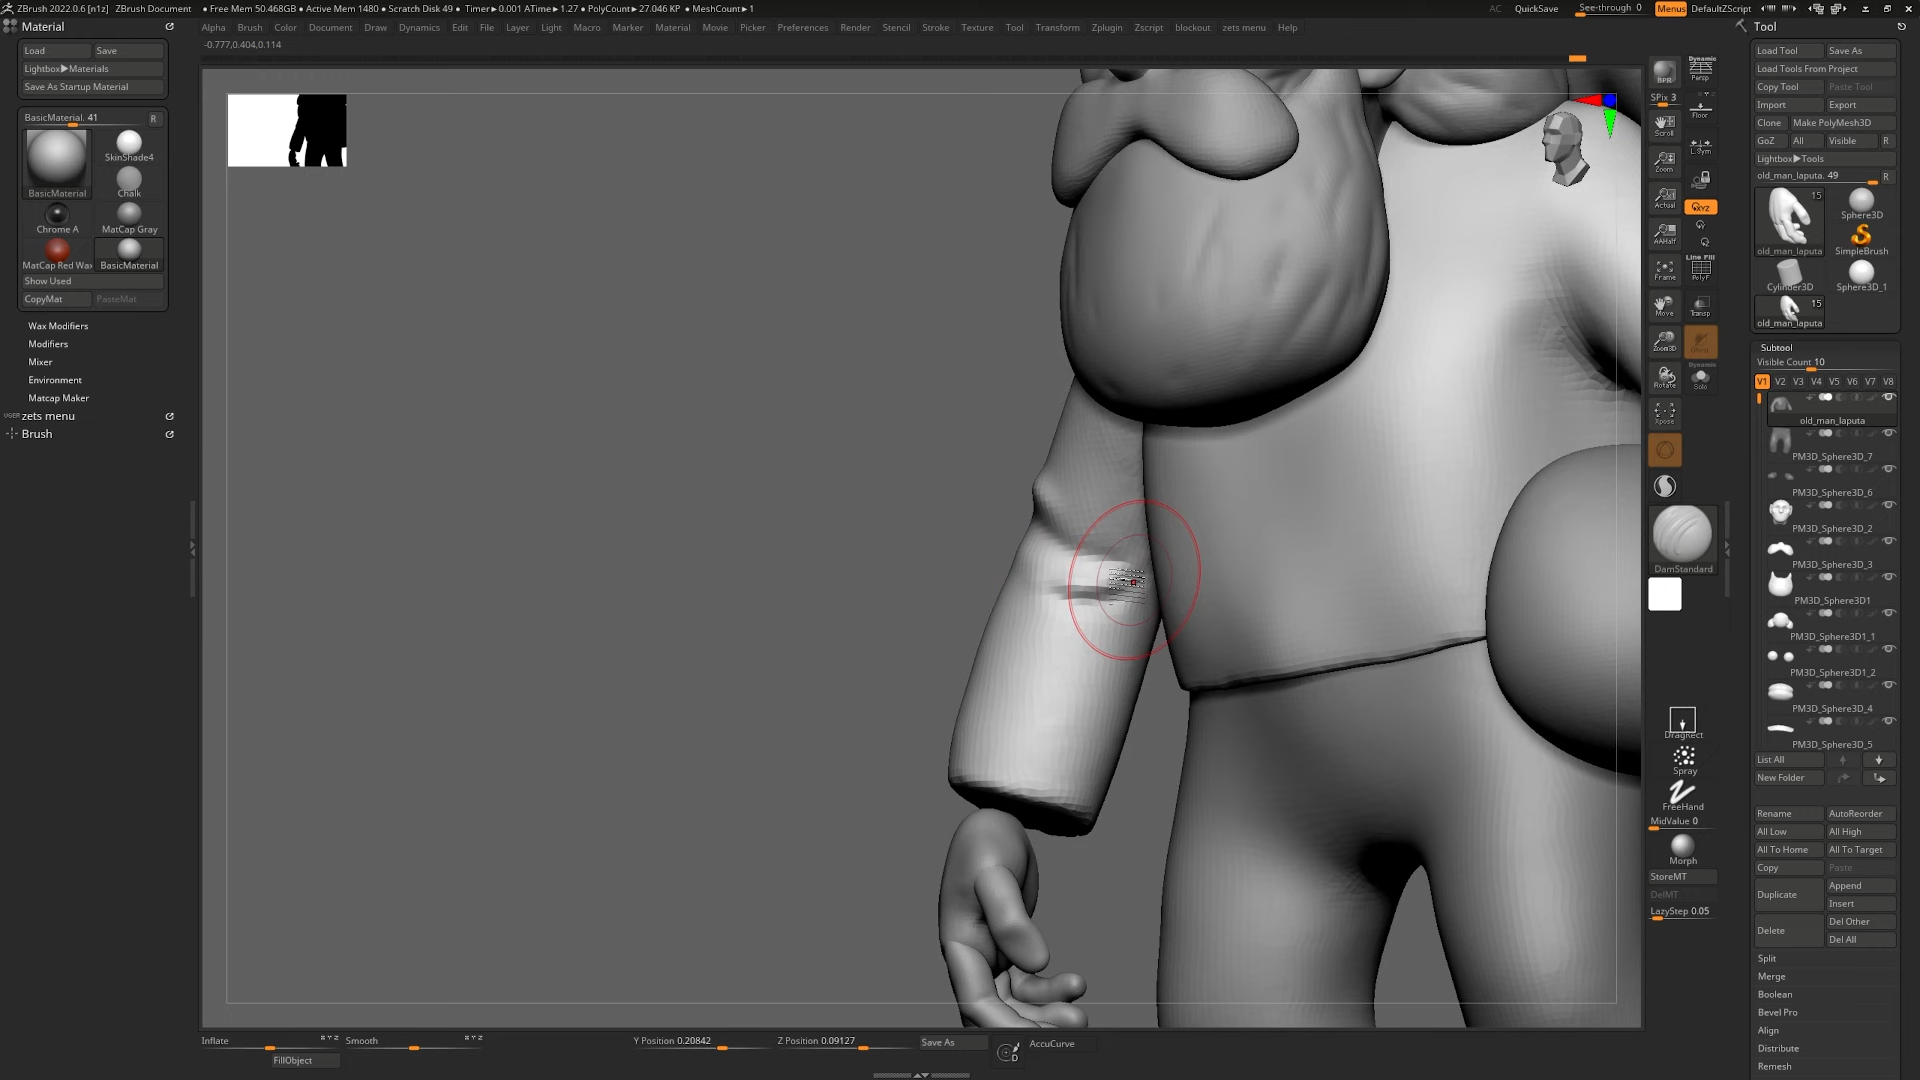 ZBrush 2022.0.6 [n1z] ZBrush Document • Free Mem 50.468GB • Active Mem 1480 • Scratch Disk 49 • Timer▶0.001 ATime▶1.27 • PolyCount▶27.046 KP • MeshCount▶1 AC QuickSave See-through 0 Menus DefaultZScript
Alpha Brush Color Document Draw Dynamics Edit File Layer Light Macro Marker Material Movie Picker Preferences Render Stencil Stroke Texture Tool Transform Zplugin Zscript blockout zets menu Help
-0.777,0.404,0.114
Material
Load Save
Lightbox▶Materials
Save As Startup Material
BasicMaterial. 41 R
SkinShade4
BasicMaterial Chalk
Chrome A MatCap Gray
MatCap Red Wax BasicMaterial
Show Used
CopyMat PasteMat
Wax Modifiers
Modifiers
Mixer
Environment
Matcap Maker
zets menu
Brush
BPR
Dynamic
Persp
SPix 3
Floor
Scroll
L.Sym
Zoom
Actual
XYZ
AAHalf
Line Fill
PolyF
Frame
Move
Transp
Zoom3D
Ghost
Dynamic
Rotate
Solo
Xpose
DamStandard
DragRect
Spray
FreeHand
MidValue 0
Morph
StoreMT
DelMT
LazyStep 0.05
Tool
Load Tool Save As
Load Tools From Project
Copy Tool Paste Tool
Import Export
Clone Make PolyMesh3D
GoZ All Visible R
Lightbox▶Tools
old_man_laputa. 49 R
15
Sphere3D
old_man_laputa SimpleBrush
Cylinder3D Sphere3D_1
15
old_man_laputa
Subtool
Visible Count 10
V1 V2 V3 V4 V5 V6 V7 V8
old_man_laputa
PM3D_Sphere3D_7
PM3D_Sphere3D_6
PM3D_Sphere3D_2
PM3D_Sphere3D_3
PM3D_Sphere3D1
PM3D_Sphere3D1_1
PM3D_Sphere3D1_2
PM3D_Sphere3D_4
PM3D_Sphere3D_5
List All
New Folder
Rename AutoReorder
All Low All High
All To Home All To Target
Copy Paste
Duplicate Append
Insert
Delete Del Other
Del All
Split
Merge
Boolean
Bevel Pro
Align
Distribute
Remesh
Inflate XYZ Smooth XYZ Y Position 0.20842 Z Position 0.09127 Save As D AccuCurve
FillObject